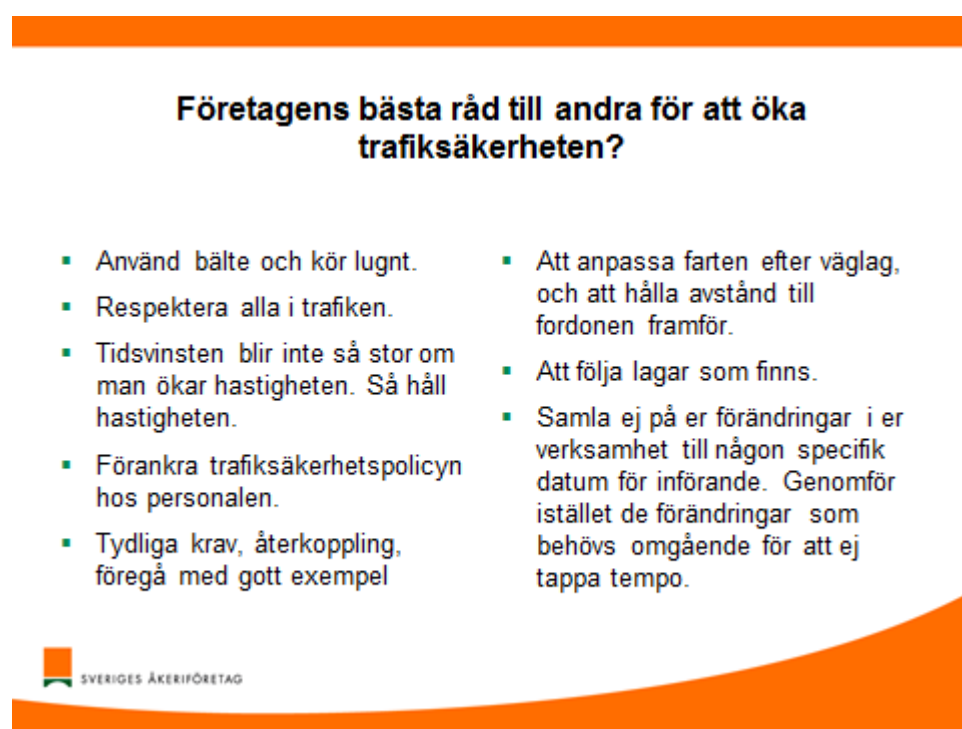 Företagens bästa råd till andra för att öka
trafiksäkerheten?
▪ Använd bälte och kör lugnt.
▪ Respektera alla i trafiken.
▪ Tidsvinsten blir inte så stor om
man ökar hastigheten. Så håll
hastigheten.
▪ Förankra trafiksäkerhetspolicyn
hos personalen.
▪ Tydliga krav, återkoppling,
föregå med gott exempel
▪ Att anpassa farten efter väglag,
och att hålla avstånd till
fordonen framför.
▪ Att följa lagar som finns.
▪ Samla ej på er förändringar i er
verksamhet till någon specifik
datum för införande. Genomför
istället de förändringar som
behövs omgående för att ej
tappa tempo.
SVERIGES ÅKERIFÖRETAG